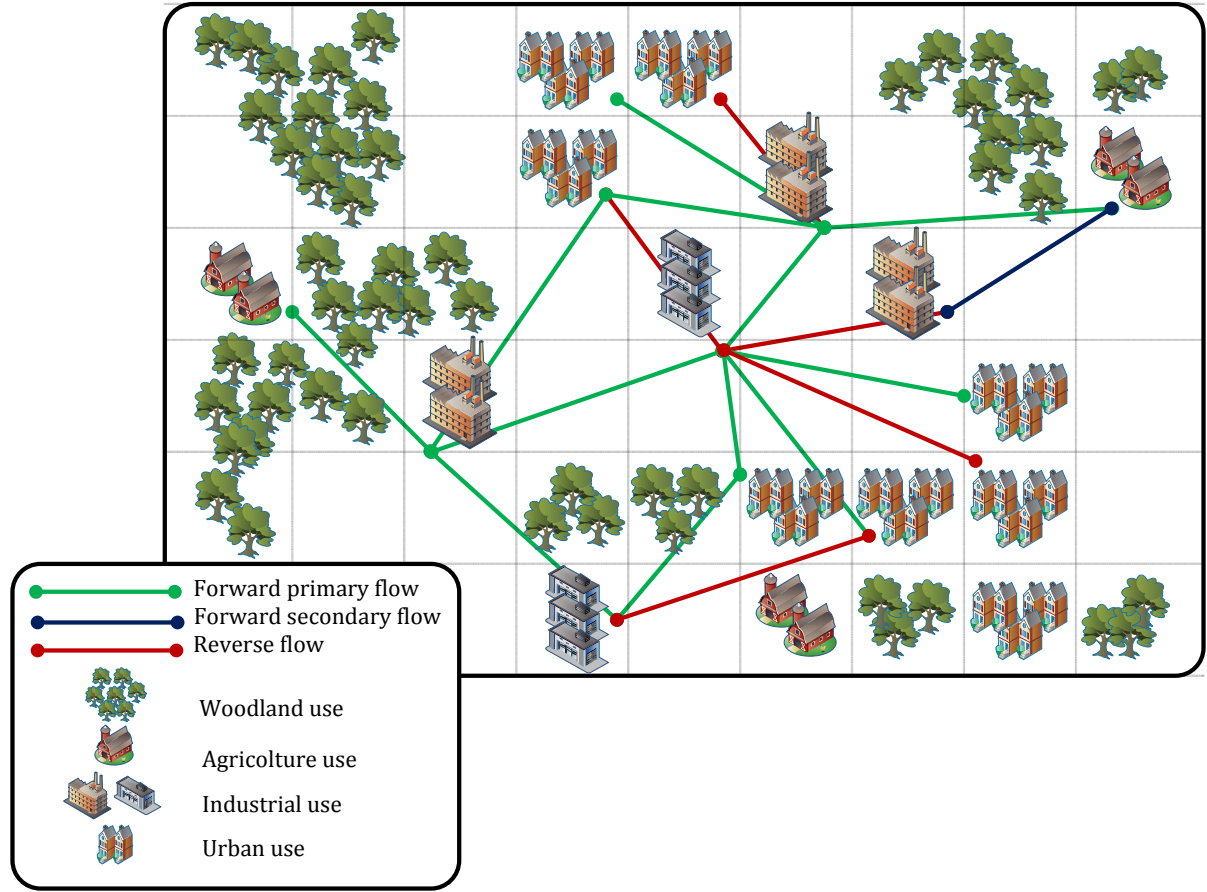 Forward primary flow
Forward secondary flow
Reverse flow
Woodland use
Agricolture use
Industrial use
Urban use